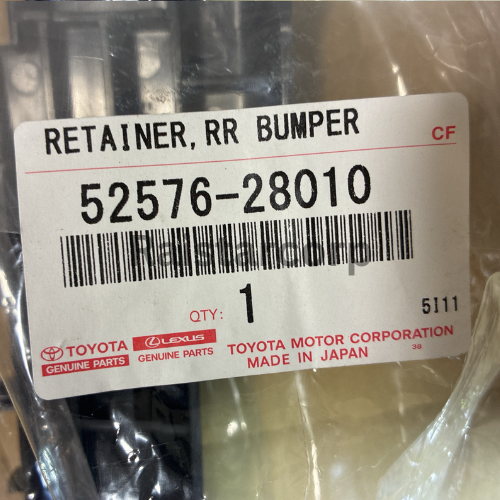 RETAINER, RR BUMPER
CF
52576-28010
Raistarcorp
QTY: 1
5I11
TOYOTA
GENUINE PARTS
LEXUS
GENUINE PARTS
TOYOTA MOTOR CORPORATION
MADE IN JAPAN
38